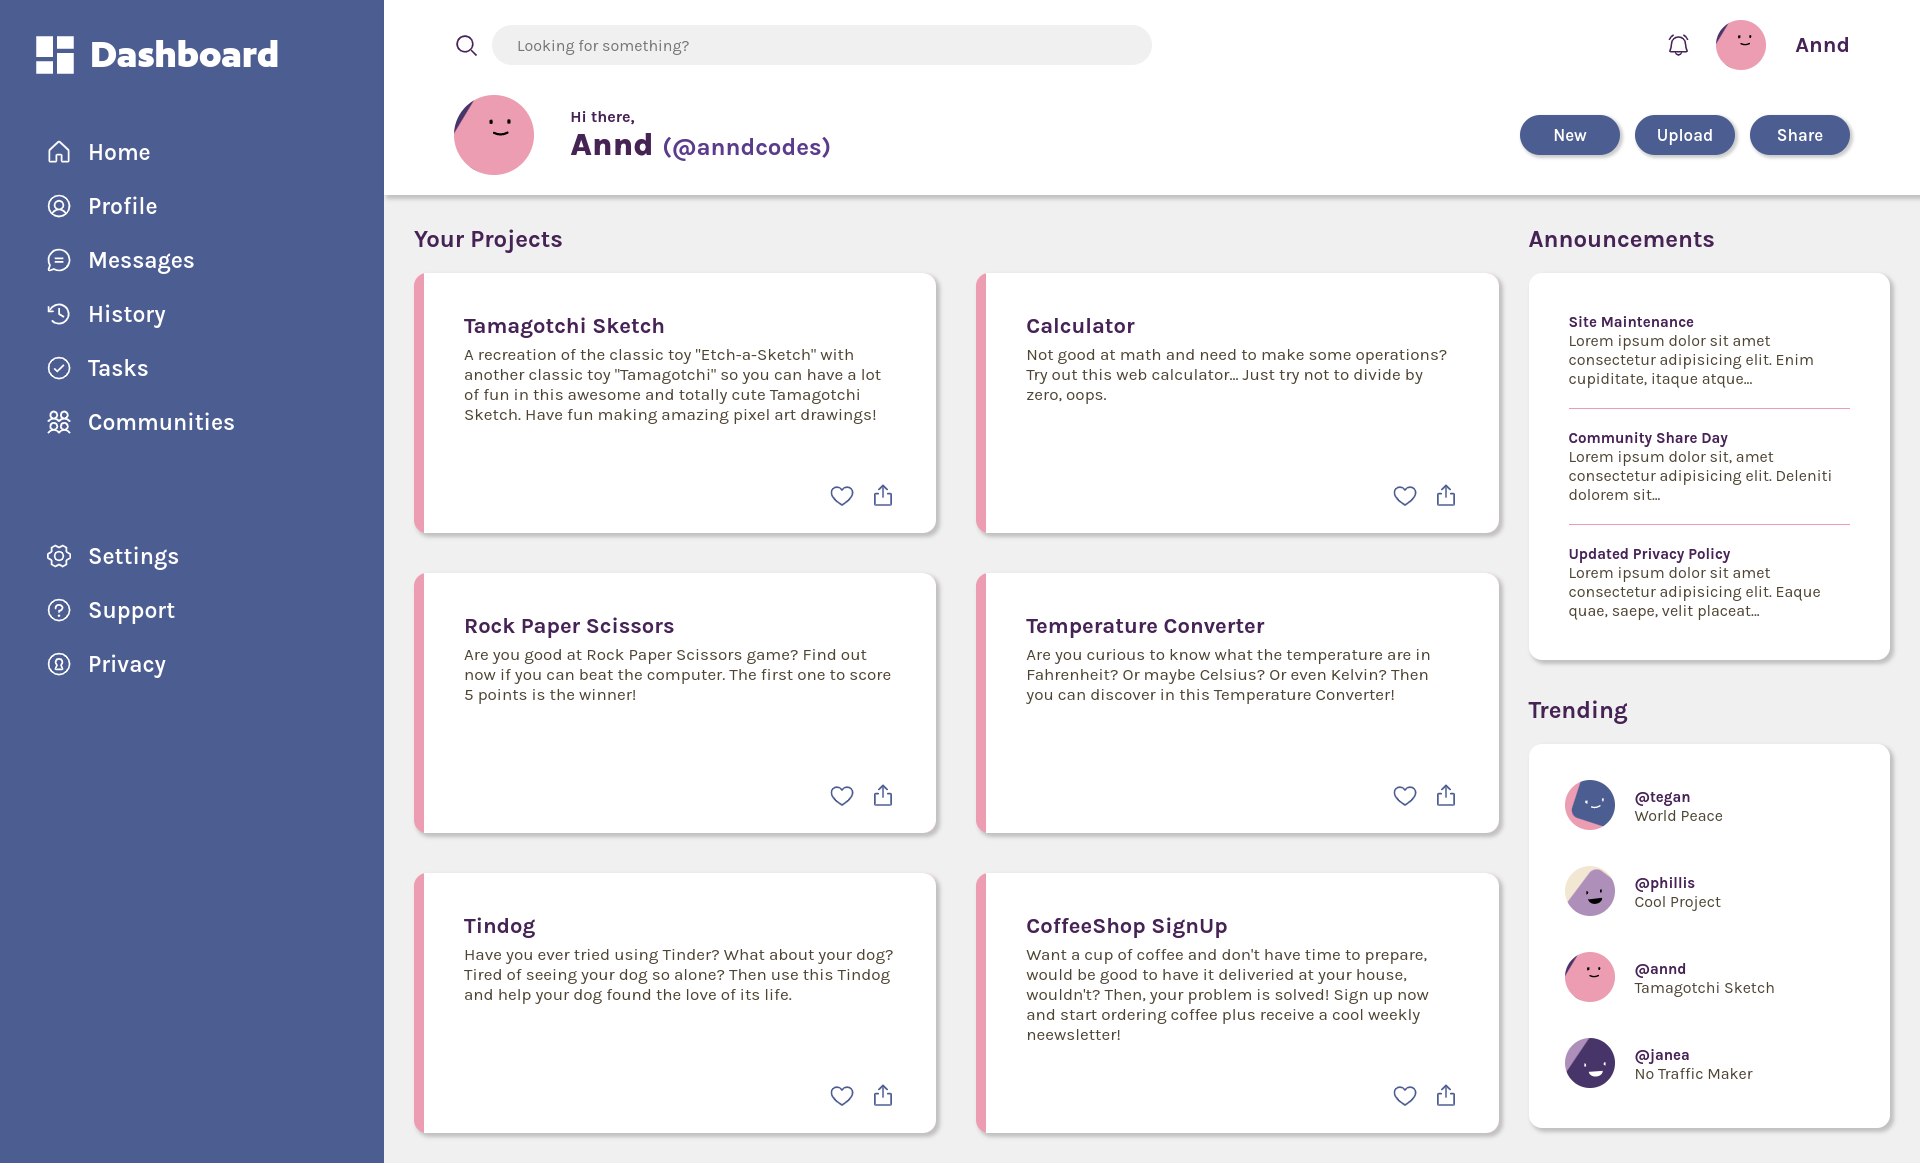 Dashboard
Home
Profile
Messages
History
Tasks
Communities
Settings
Support
Privacy
Looking for something?
Annd
Hi there,
Annd (@anndcodes)
New
Upload
Share
Your Projects
Tamagotchi Sketch
A recreation of the classic toy "Etch-a-Sketch" with
another classic toy "Tamagotchi" so you can have a lot
of fun in this awesome and totally cute Tamagotchi
Sketch. Have fun making amazing pixel art drawings!
Calculator
Not good at math and need to make some operations?
Try out this web calculator... Just try not to divide by
zero, oops.
Rock Paper Scissors
Are you good at Rock Paper Scissors game? Find out
now if you can beat the computer. The first one to score
5 points is the winner!
Temperature Converter
Are you curious to know what the temperature are in
Fahrenheit? Or maybe Celsius? Or even Kelvin? Then
you can discover in this Temperature Converter!
Tindog
Have you ever tried using Tinder? What about your dog?
Tired of seeing your dog so alone? Then use this Tindog
and help your dog found the love of its life.
CoffeeShop SignUp
Want a cup of coffee and don't have time to prepare,
would be good to have it deliveried at your house,
wouldn't? Then, your problem is solved! Sign up now
and start ordering coffee plus receive a cool weekly
neewsletter!
Announcements
Site Maintenance
Lorem ipsum dolor sit amet
consectetur adipisicing elit. Enim
cupiditate, itaque atque...
Community Share Day
Lorem ipsum dolor sit, amet
consectetur adipisicing elit. Deleniti
dolorem sit...
Updated Privacy Policy
Lorem ipsum dolor sit amet
consectetur adipisicing elit. Eaque
quae, saepe, velit placeat...
Trending
@tegan
World Peace
@phillis
Cool Project
@annd
Tamagotchi Sketch
@janea
No Traffic Maker